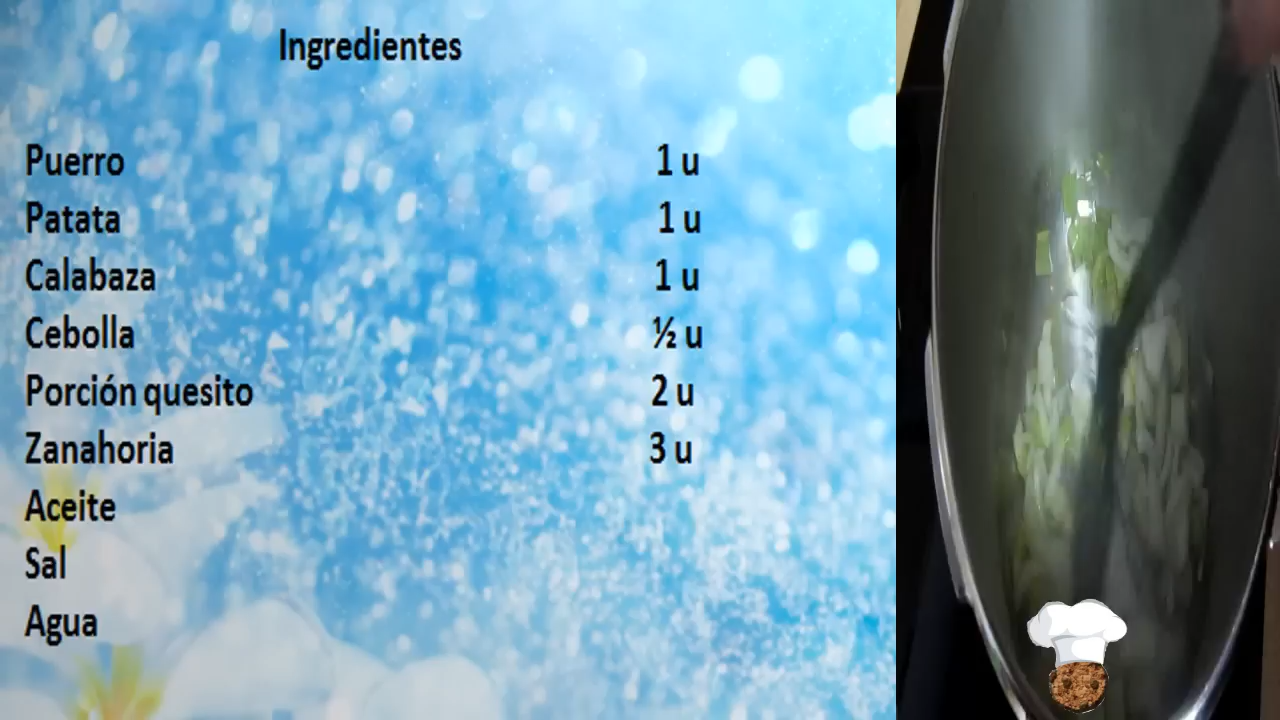 Ingredientes
Puerro 1 u
Patata 1 u
Calabaza 1 u
Cebolla ½ u
Porción quesito 2 u
Zanahoria 3 u
Aceite
Sal
Agua